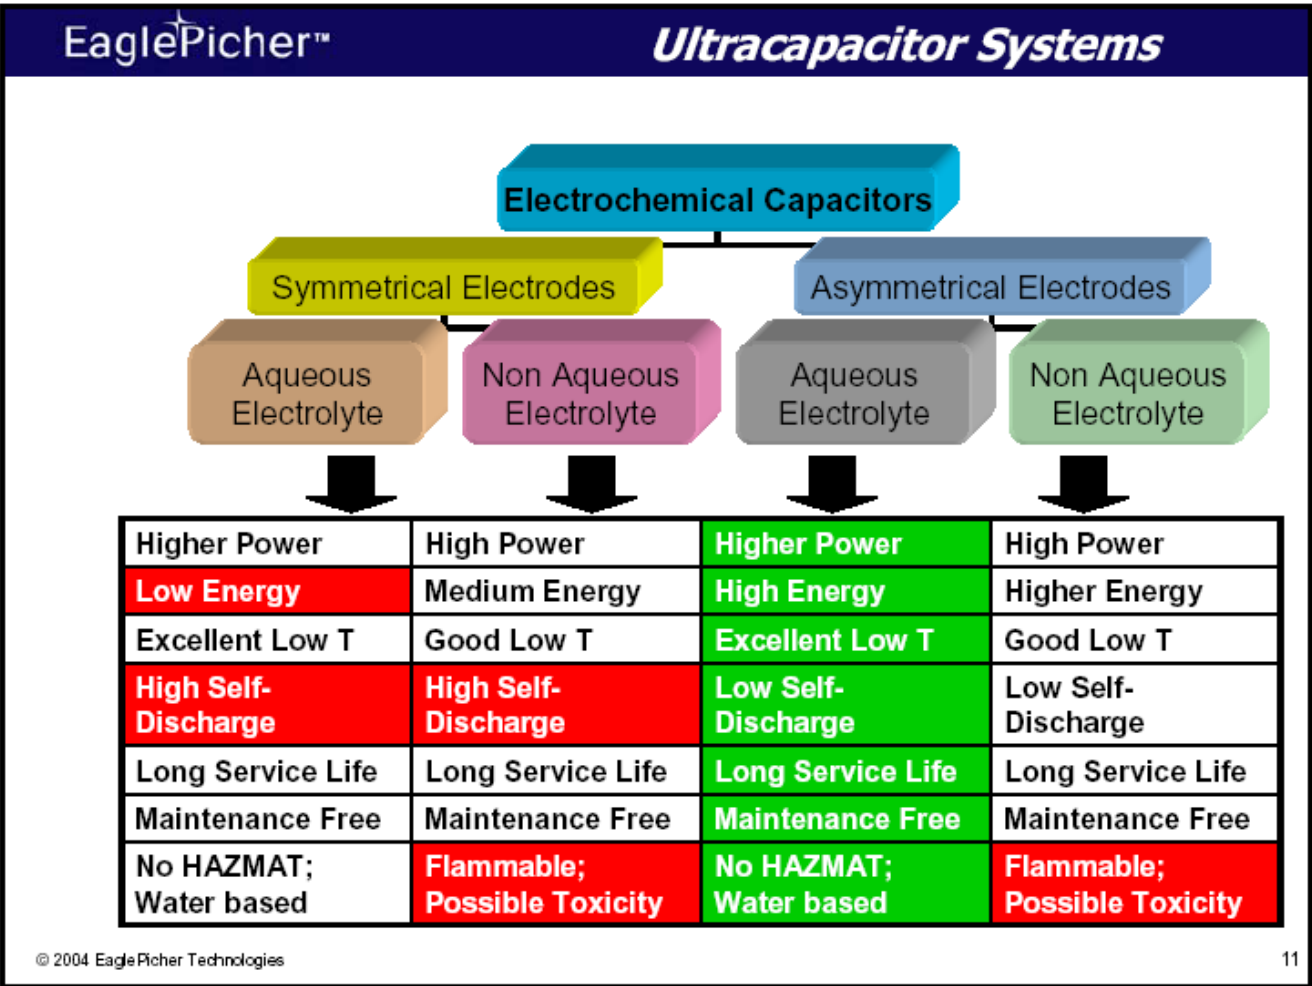 EaglePicher™
Ultracapacitor Systems
Electrochemical Capacitors
Symmetrical Electrodes
Asymmetrical Electrodes
Aqueous
Electrolyte
Non Aqueous
Electrolyte
Aqueous
Electrolyte
Non Aqueous
Electrolyte
Higher Power
High Power
Higher Power
High Power
Low Energy
Medium Energy
High Energy
Higher Energy
Excellent Low T
Good Low T
Excellent Low T
Good Low T
High Self-
Discharge
High Self-
Discharge
Low Self-
Discharge
Low Self-
Discharge
Long Service Life
Long Service Life
Long Service Life
Long Service Life
Maintenance Free
Maintenance Free
Maintenance Free
Maintenance Free
No HAZMAT;
Water based
Flammable;
Possible Toxicity
No HAZMAT;
Water based
Flammable;
Possible Toxicity
© 2004 EaglePicher Technologies
11